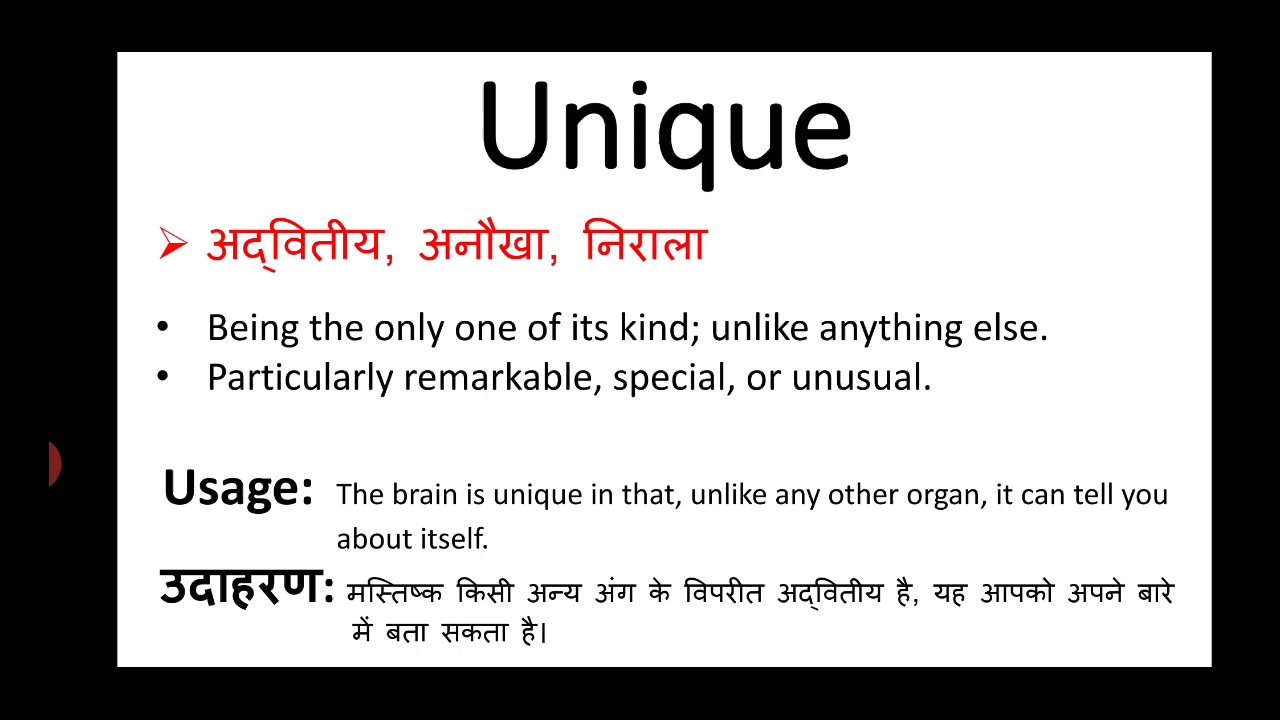 Unique
➢ अद्‌वितीय, अनौखा, निराला
• Being the only one of its kind; unlike anything else.
• Particularly remarkable, special, or unusual.
Usage: The brain is unique in that, unlike any other organ, it can tell you
about itself.
उदाहरण: मस्तिष्क किसी अन्य अंग के विपरीत अद्‌वितीय है, यह आपको अपने बारे
में बता सकता है।